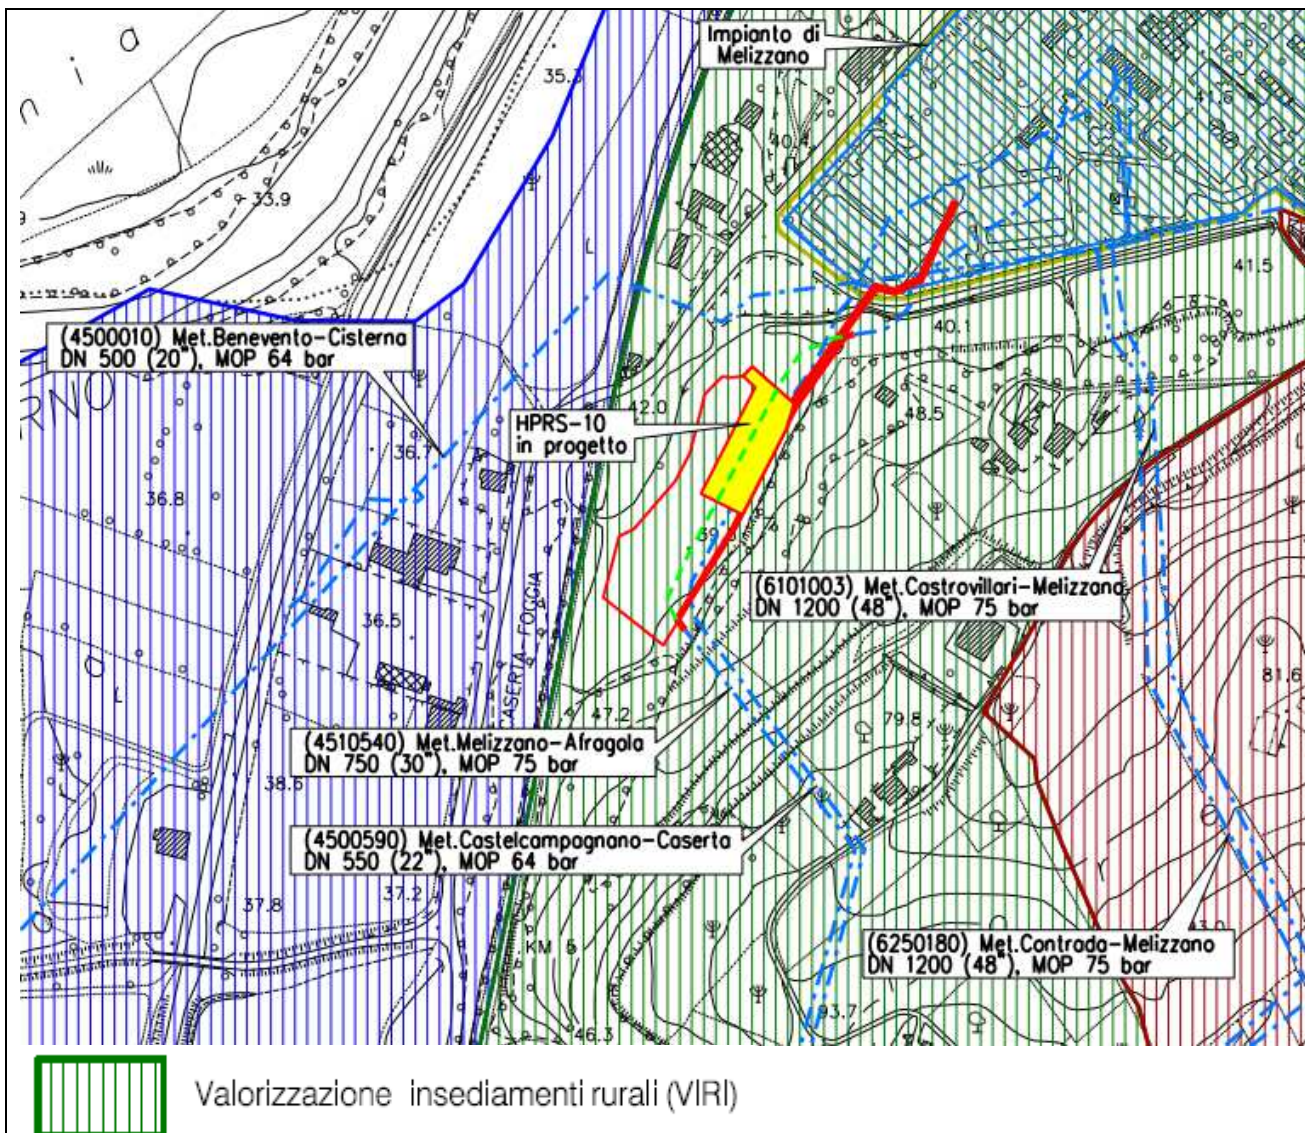 n i a
Impianto di
Melizzano
35.3
41.6
40.4
33.9
L
41.5
(4500010) Met.Benevento-Cisterna
DN 500 (20"), MOP 64 bar
40.1
RNO
42.0
48.5
HPRS-10
in progetto
36.7
36.8
39.
(6101003) Met.Castrovillari-Melizzano
DN 1200 (48"), MOP 75 bar
36.5
CASERTA-FOGGIA
L
81.6
47.2
79.8
(4510540) Met.Melizzano-Afragola
DN 750 (30"), MOP 75 bar
38.5
(4500590) Met.Castelcampagnano-Caserta
DN 550 (22"), MOP 64 bar
37.2
37.8
KM 5
(6250180) Met.Contrada-Melizzano
DN 1200 (48"), MOP 75 bar
93.7
46.3
Valorizzazione insediamenti rurali (VIRI)